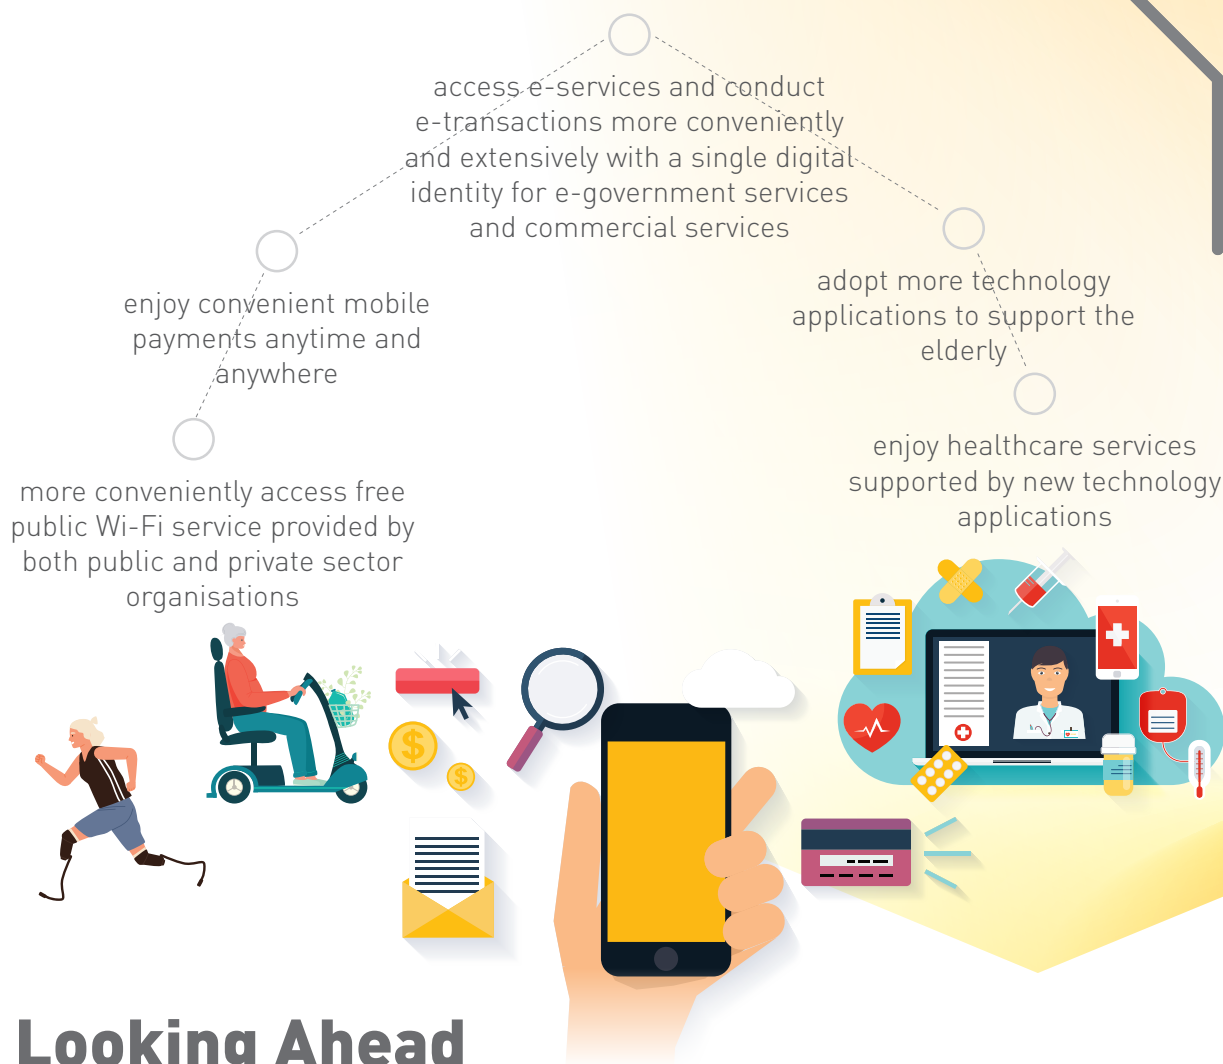 access e-services and conduct
e-transactions more conveniently
and extensively with a single digital
identity for e-government services
and commercial services
enjoy convenient mobile
payments anytime and
anywhere
adopt more technology
applications to support the
elderly
more conveniently access free
public Wi-Fi service provided by
both public and private sector
organisations
enjoy healthcare services
supported by new technology
applications
$
$
Looking Ahead